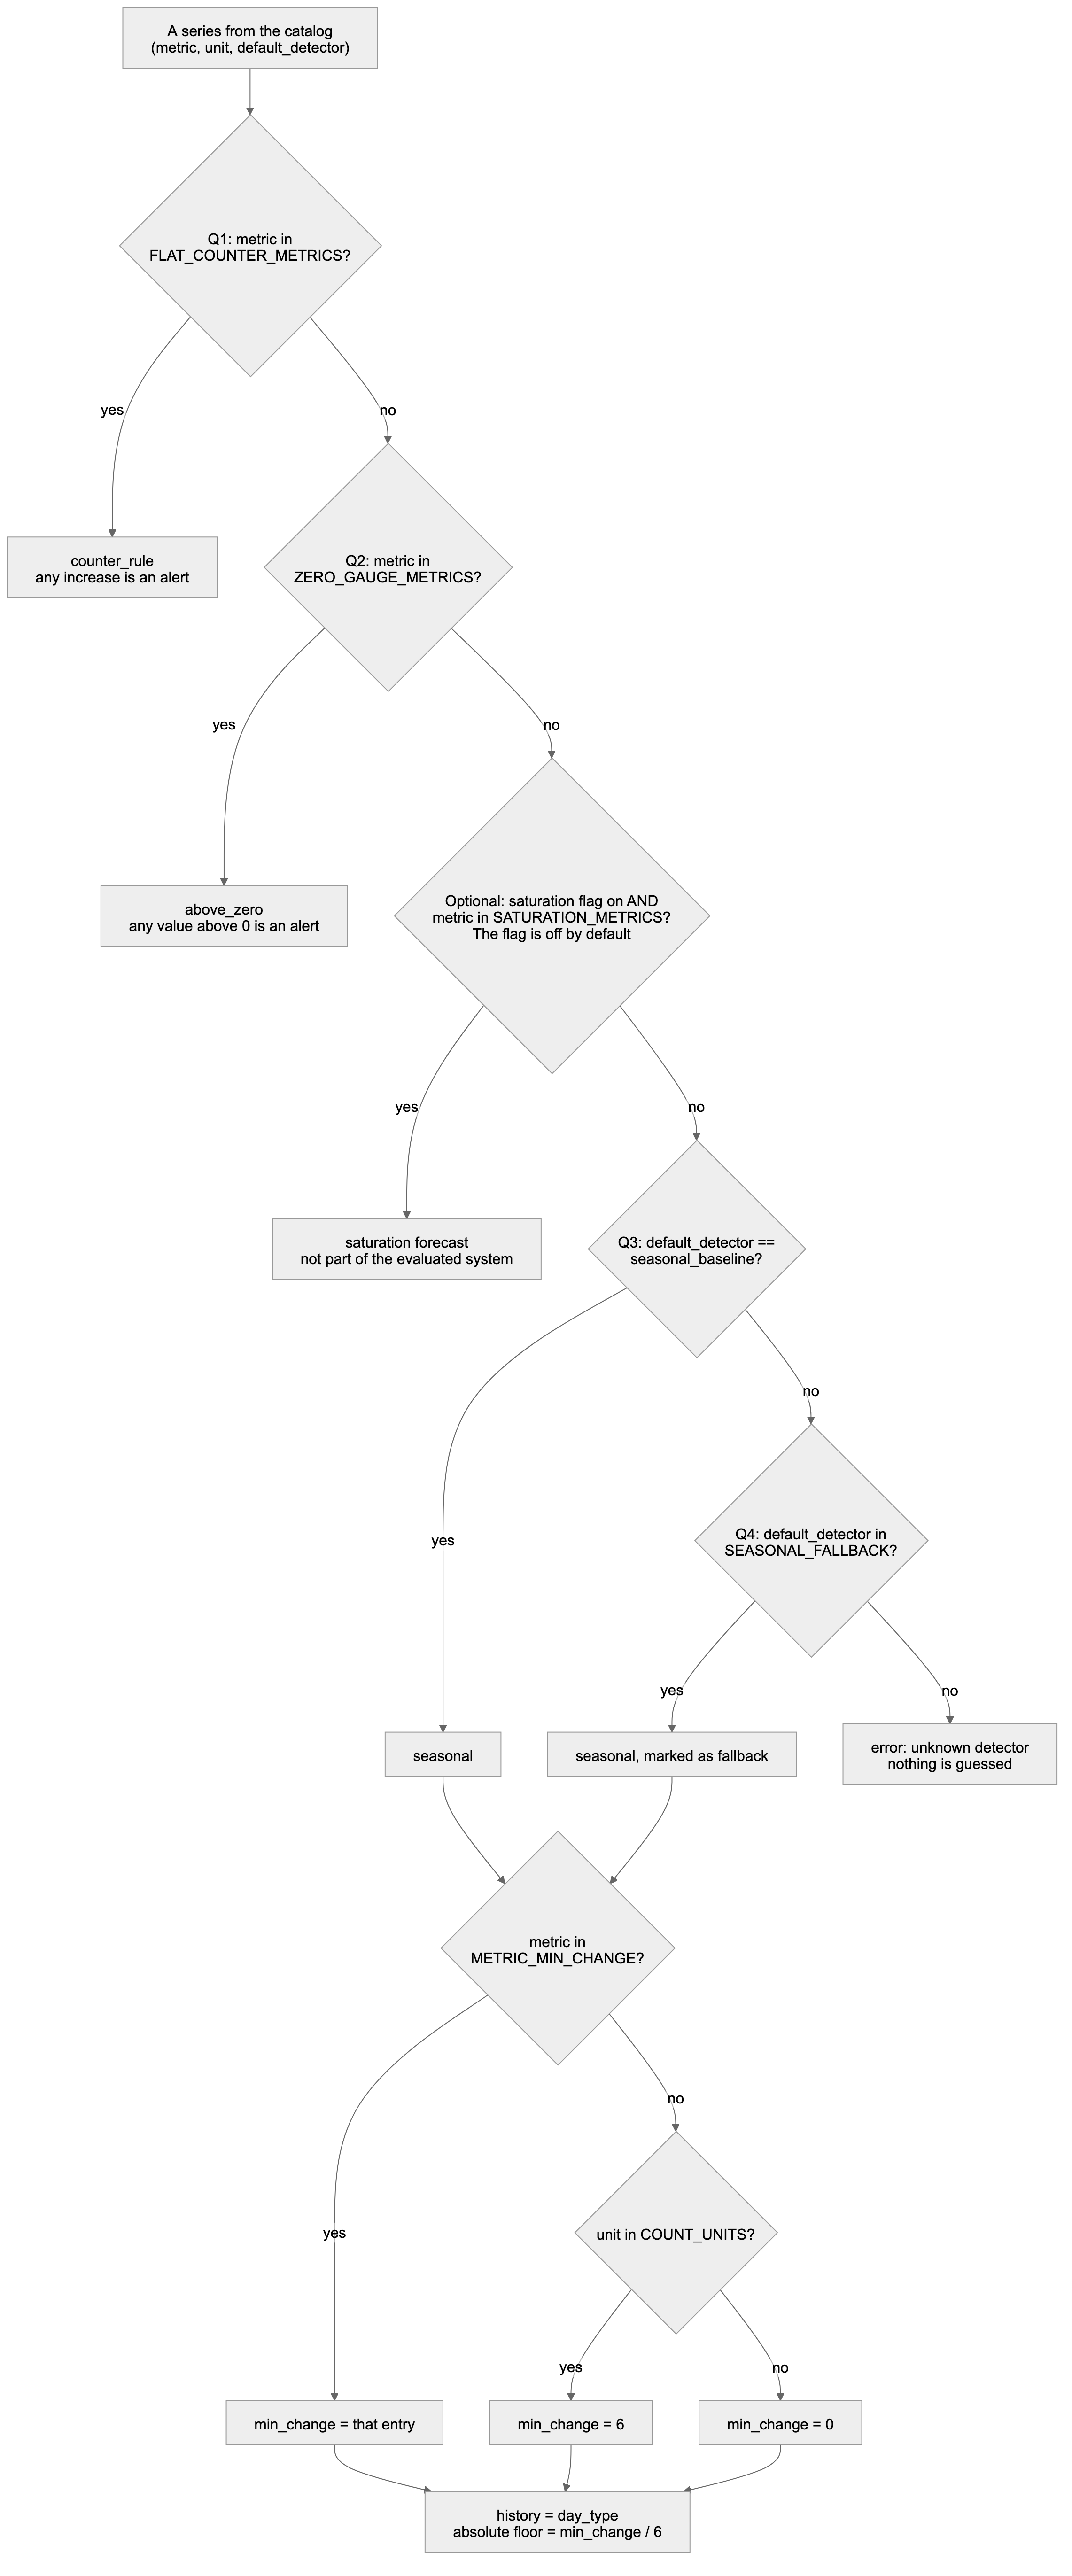 A series from the catalog
(metric, unit, default_detector)
Q1: metric in
FLAT_COUNTER_METRICS?
yes
no
counter_rule
any increase is an alert
Q2: metric in
ZERO_GAUGE_METRICS?
yes
no
above_zero
any value above 0 is an alert
Optional: saturation flag on AND
metric in SATURATION_METRICS?
The flag is off by default
yes
no
saturation forecast
not part of the evaluated system
Q3: default_detector ==
seasonal_baseline?
no
yes
Q4: default_detector in
SEASONAL_FALLBACK?
yes
no
seasonal
seasonal, marked as fallback
error: unknown detector
nothing is guessed
metric in
METRIC_MIN_CHANGE?
no
yes
unit in COUNT_UNITS?
yes
no
min_change = that entry
min_change = 6
min_change = 0
history = day_type
absolute floor = min_change / 6